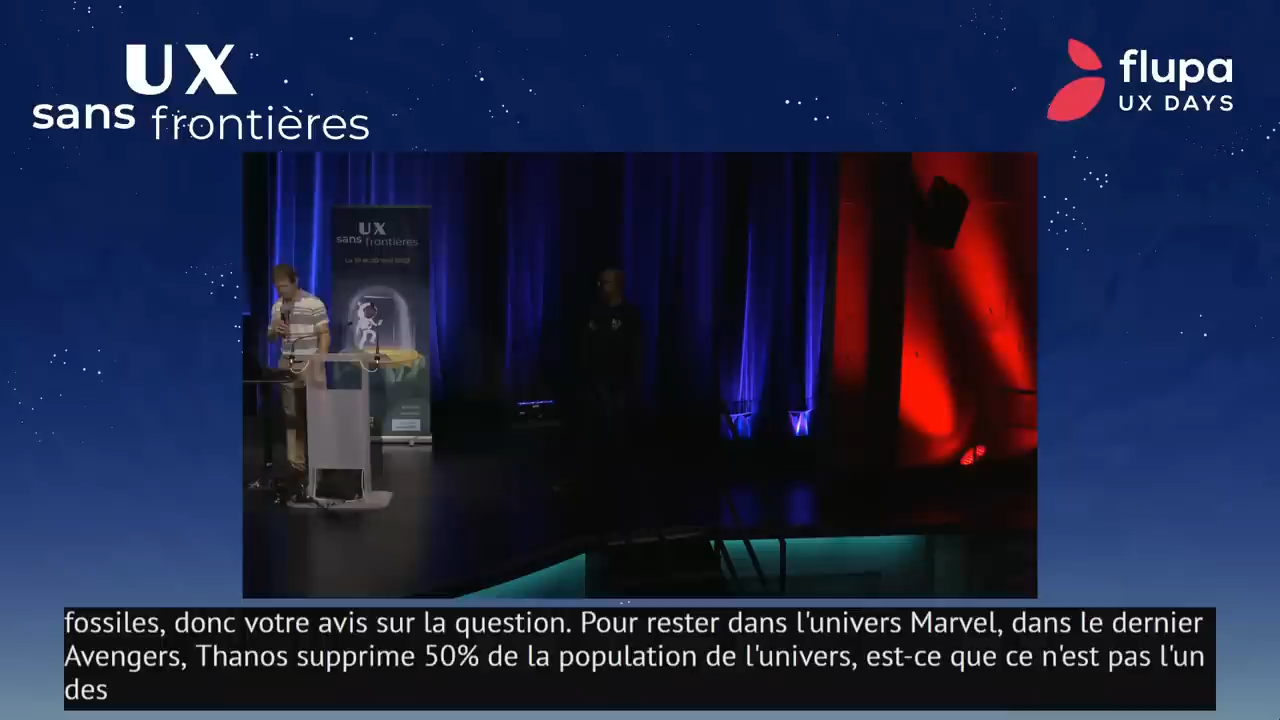 UX
sans frontières
flupa
UX DAYS
UX
sans frontières
fossiles, donc votre avis sur la question. Pour rester dans l'univers Marvel, dans le dernier
Avengers, Thanos supprime 50% de la population de l'univers, est-ce que ce n'est pas l'un
des